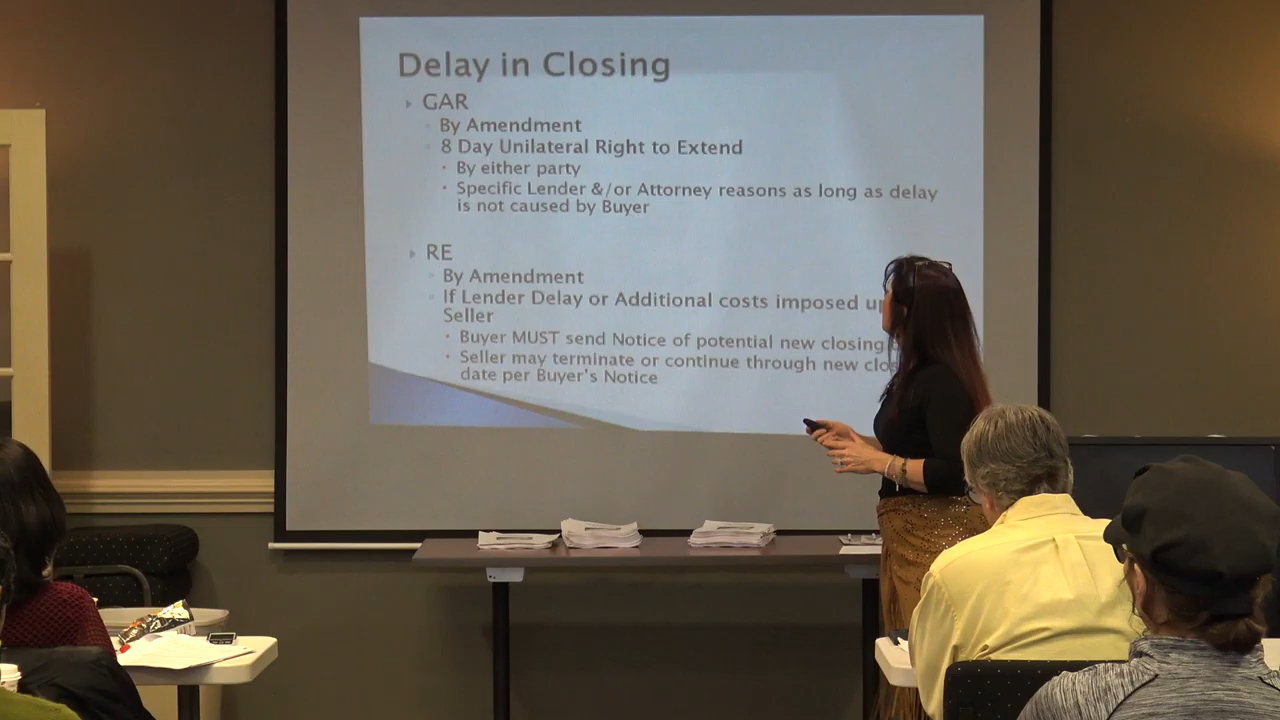 Delay in Closing
GAR
By Amendment
8 Day Unilateral Right to Extend
By either party
Specific Lender &/or Attorney reasons as long as delay
is not caused by Buyer
RE
By Amendment
If Lender Delay or Additional costs imposed
Seller
Buyer MUST send Notice of potential new closing
Seller may terminate or continue through new
date per Buyer's Notice